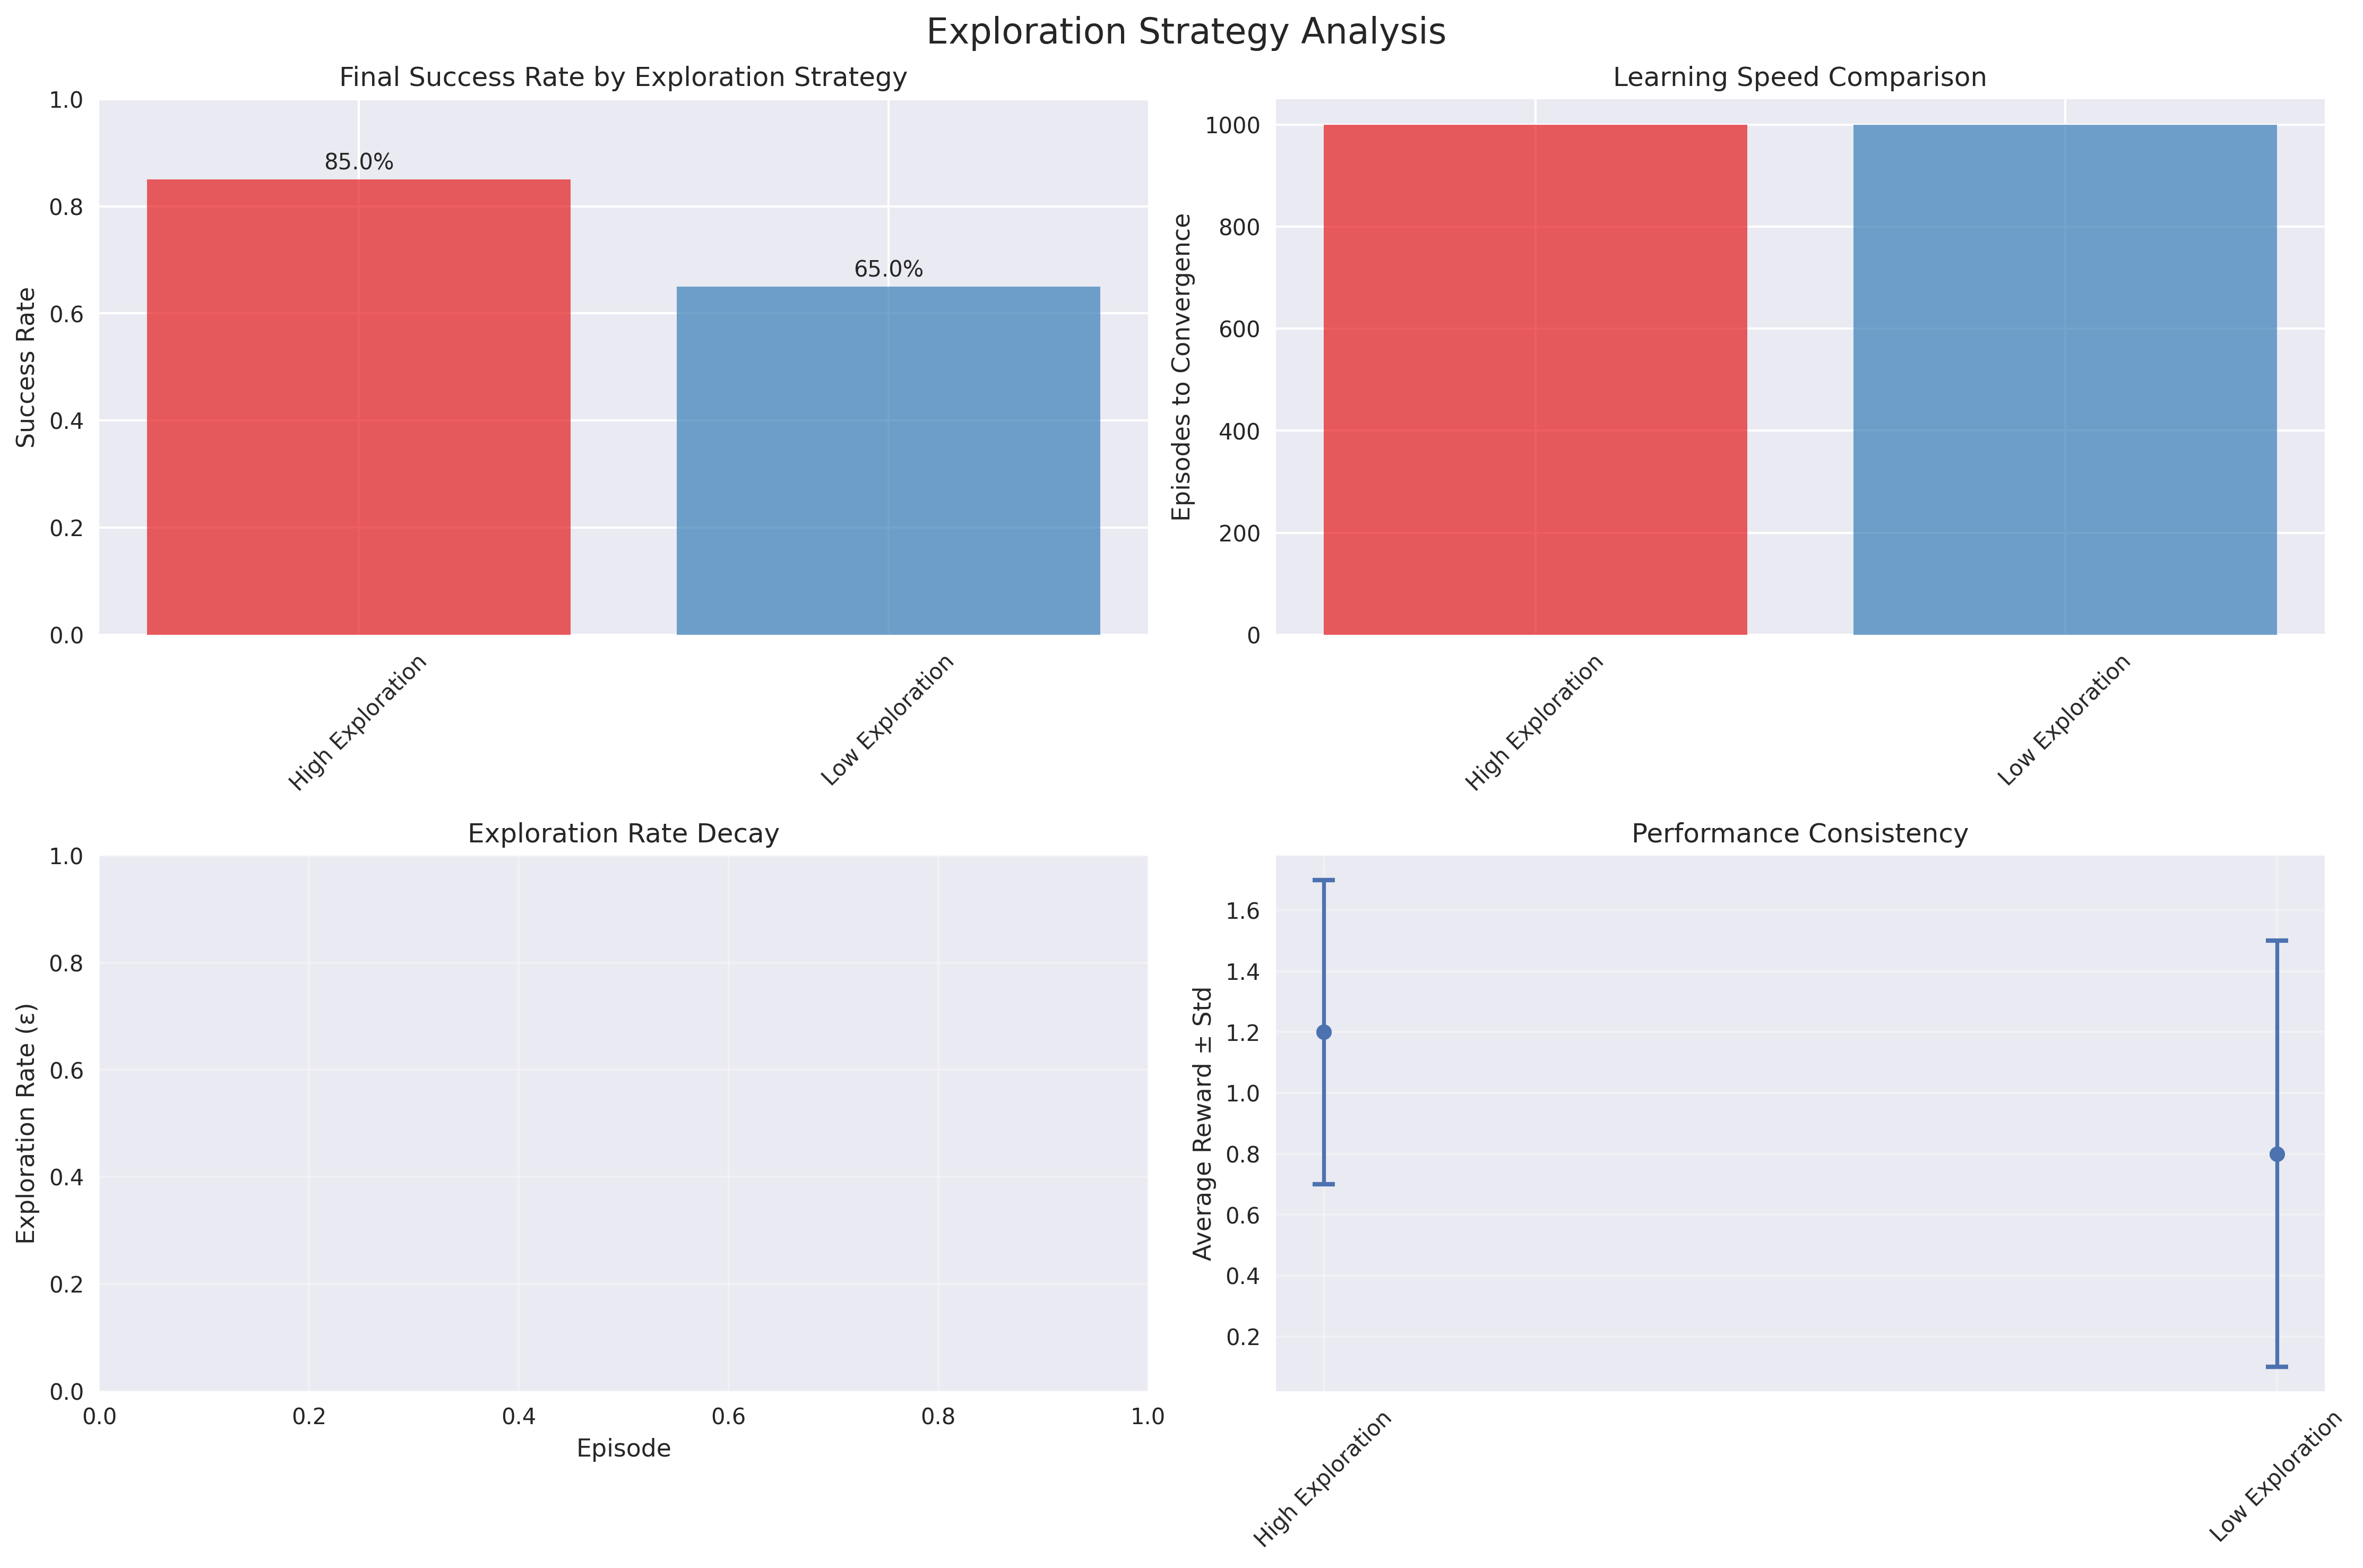 Exploration Strategy Analysis
Final Success Rate by Exploration Strategy
Success Rate
1.0
0.8
0.6
0.4
0.2
0.0
85.0%
65.0%
High Exploration
Low Exploration
Learning Speed Comparison
Episodes to Convergence
1000
800
600
400
200
0
High Exploration
Low Exploration
Exploration Rate Decay
Exploration Rate (ε)
1.0
0.8
0.6
0.4
0.2
0.0
0.0 0.2 0.4 0.6 0.8 1.0
Episode
Performance Consistency
Average Reward ± Std
1.6
1.4
1.2
1.0
0.8
0.6
0.4
0.2
High Exploration
Low Exploration